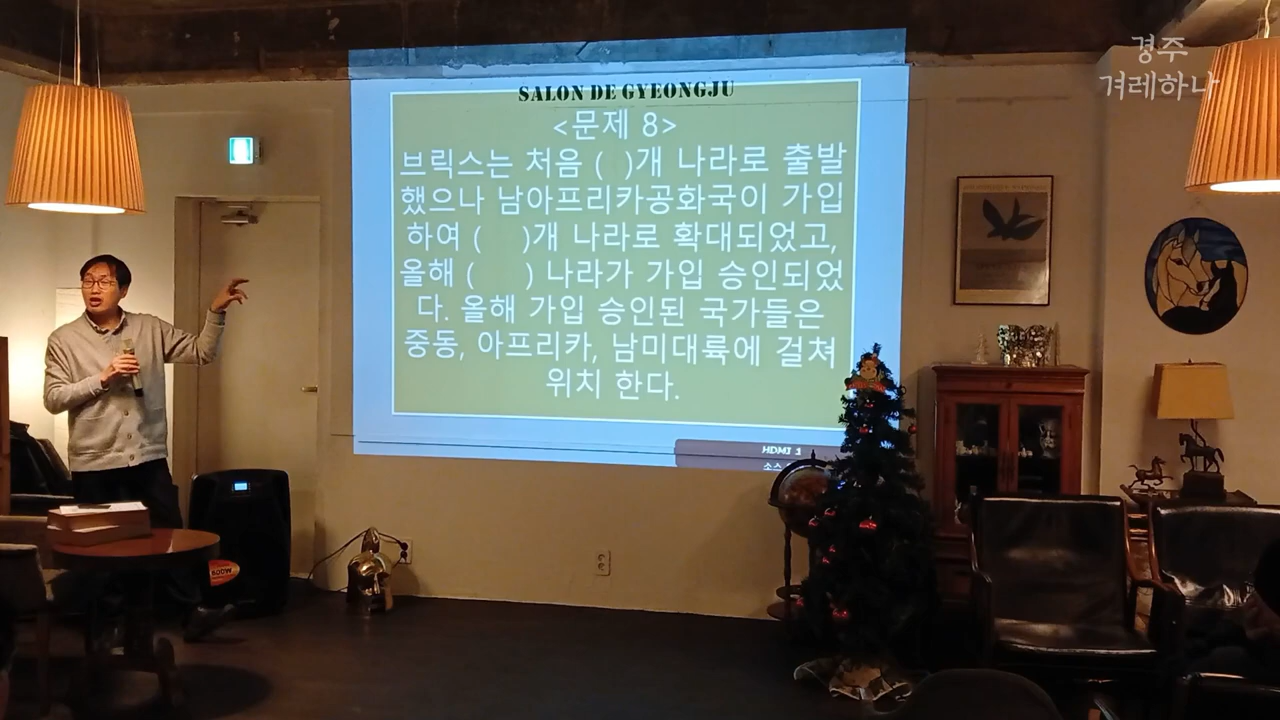 경주
겨레하나
SALON DE GYEONGJU
<문제 8>
브릭스는 처음 ( )개 나라로 출발
했으나 남아프리카공화국이 가입
하여 ( )개 나라로 확대되었고,
올해 ( ) 나라가 가입 승인되었
다. 올해 가입 승인된 국가들은
중동, 아프리카, 남미대륙에 걸쳐
위치 한다.
HDMI 1
소스
600W